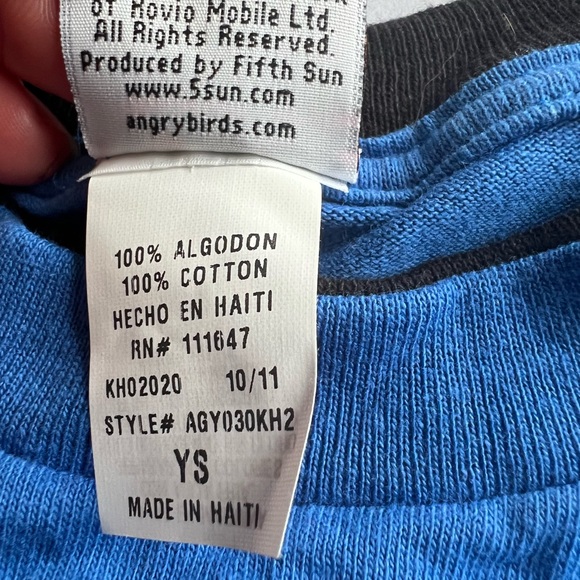 of Rovio Mobile Ltd.
All Rights Reserved
Produced by Fifth Sun
www.5sun.com
angrybirds.com
100% ALGODON
100% COTTON
HECHO EN HAITI
RN# 111647
KH02020 10/11
STYLE# AGY030KH2
YS
MADE IN HAITI